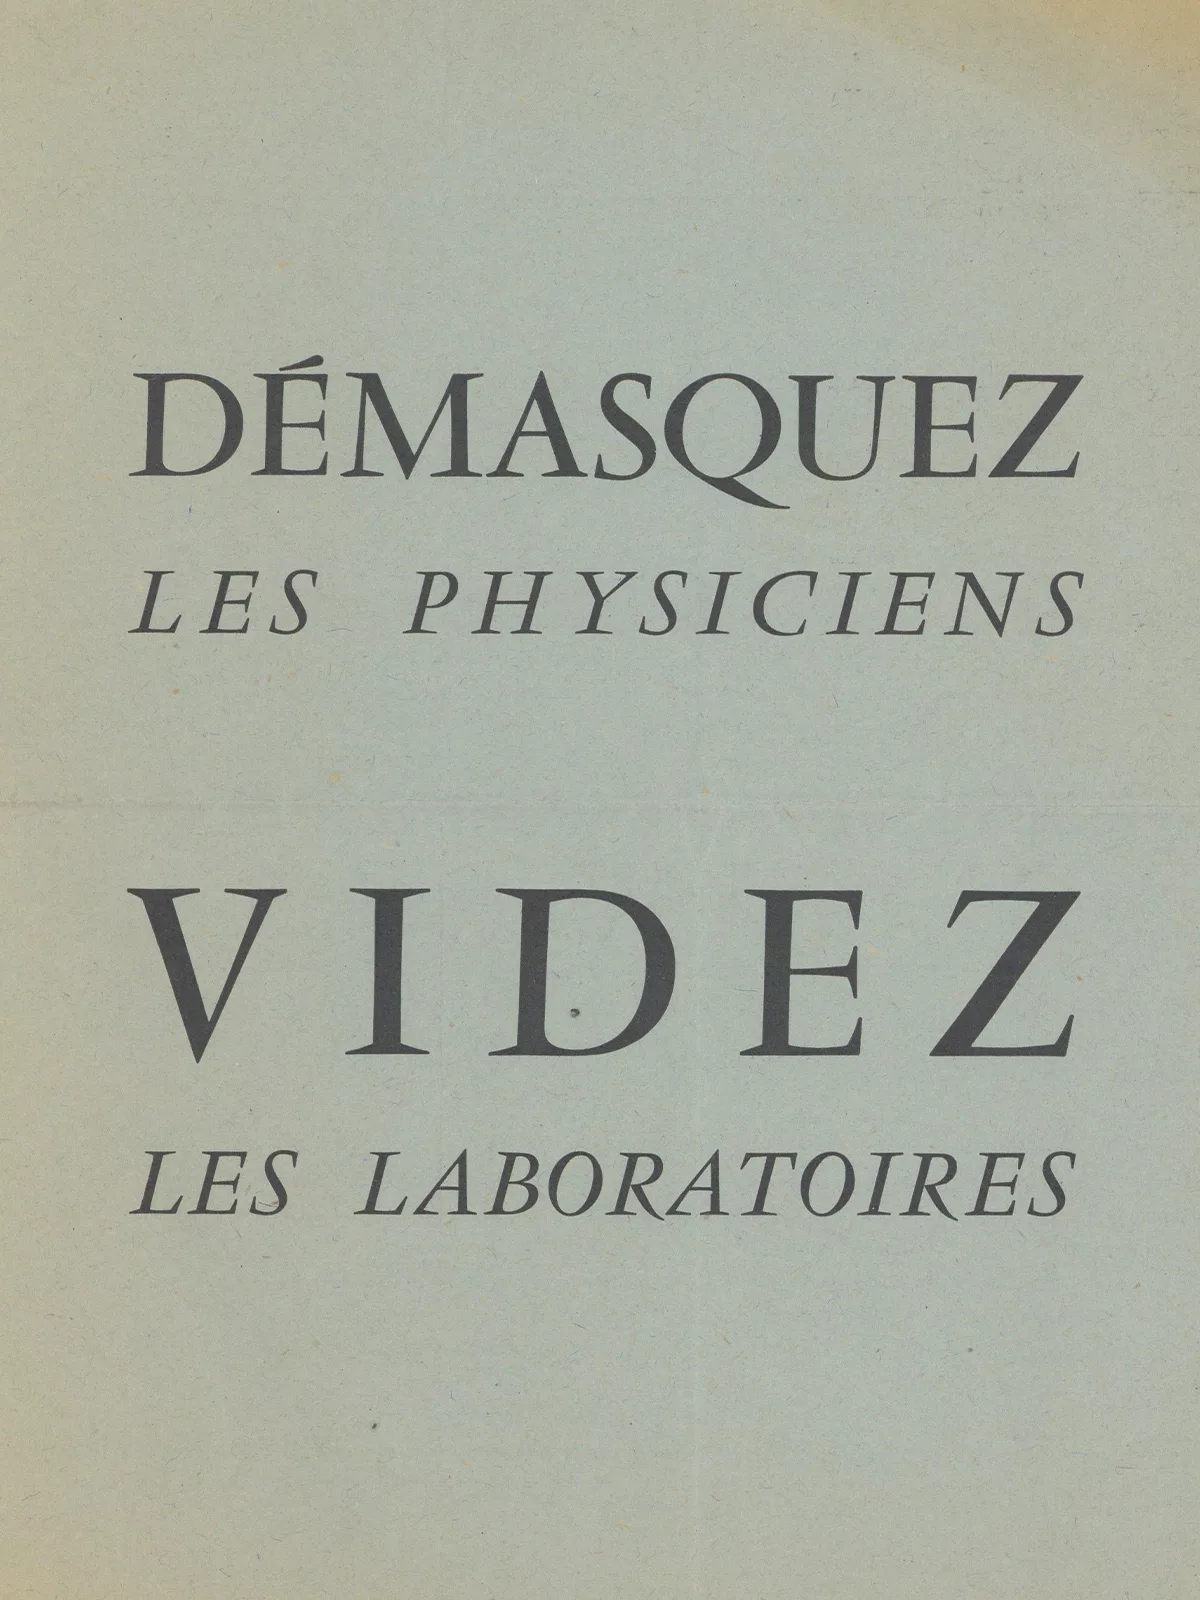 DÉMASQUEZ
LES PHYSICIENS
VIDEZ
LES LABORATOIRES